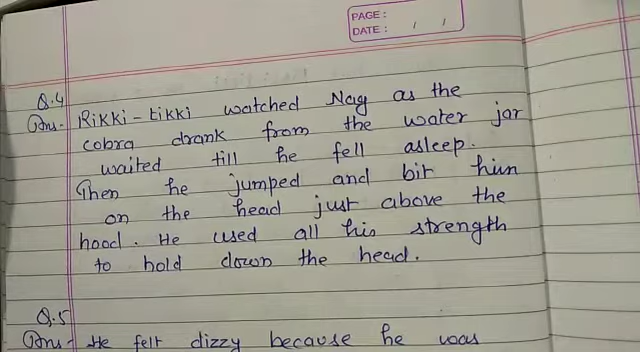 PAGE :
DATE : / /
Q.4
Ans. Rikki-tikki watched Nag as the
cobra drank from the water jar
waited till he fell asleep.
Then he jumped and bit him
on the head just above the
hood. He used all his strength
to hold down the head.
Q.5
Ans- He felt dizzy because he was